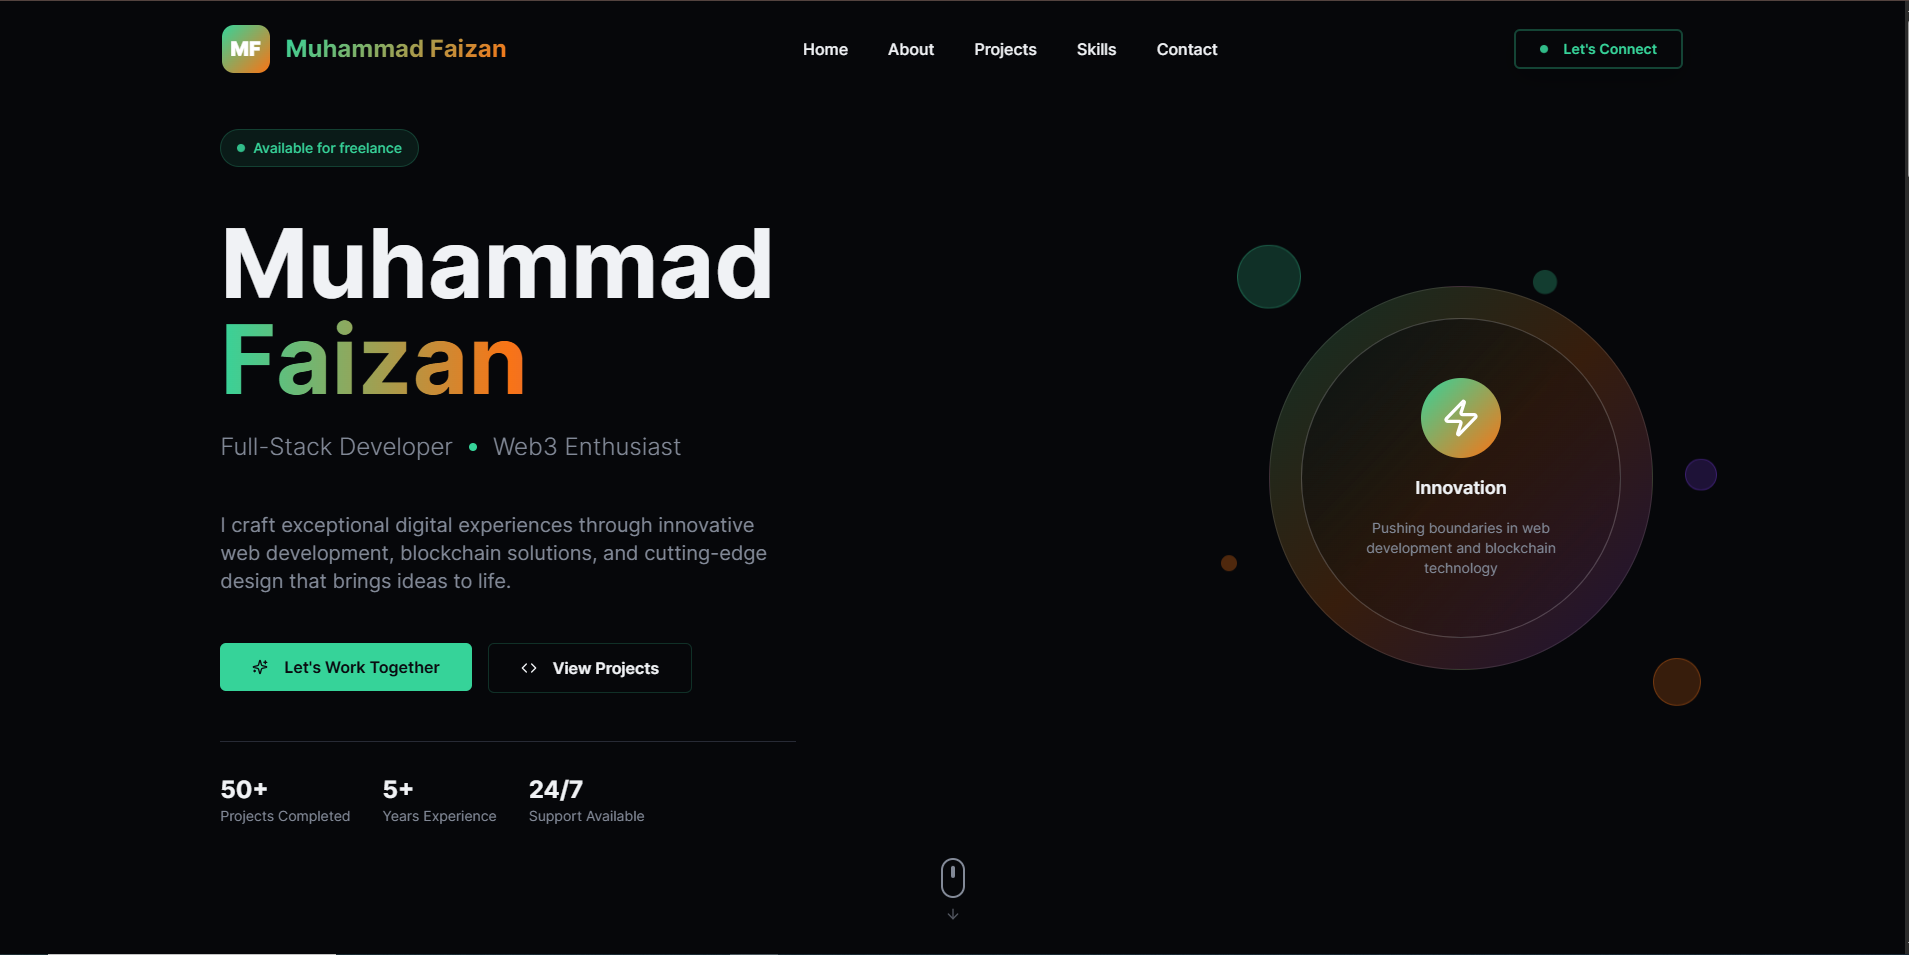 MF Muhammad Faizan
Home About Projects Skills Contact
Let's Connect
Available for freelance
Muhammad
Faizan
Full-Stack Developer • Web3 Enthusiast
I craft exceptional digital experiences through innovative
web development, blockchain solutions, and cutting-edge
design that brings ideas to life.
Let's Work Together
View Projects
50+ 5+ 24/7
Projects Completed Years Experience Support Available
Innovation
Pushing boundaries in web
development and blockchain
technology